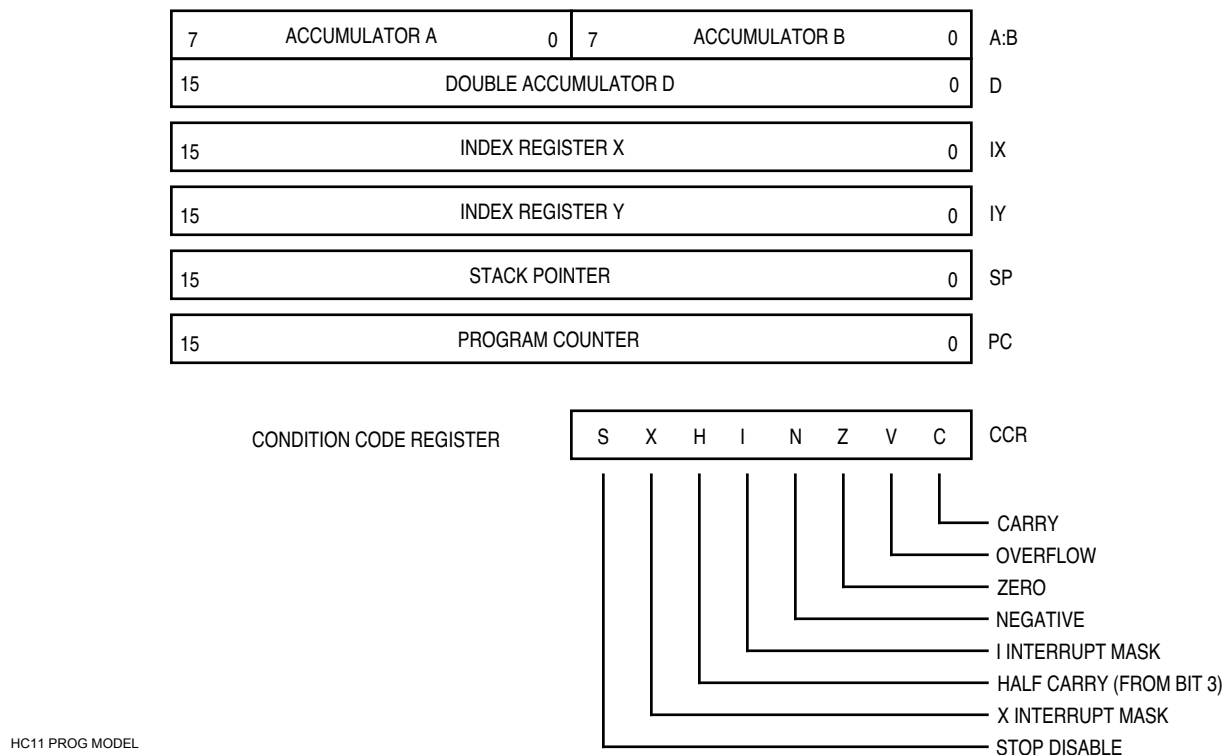 7 ACCUMULATOR A 0 7 ACCUMULATOR B 0 A:B
15 DOUBLE ACCUMULATOR D 0 D
15 INDEX REGISTER X 0 IX
15 INDEX REGISTER Y 0 IY
15 STACK POINTER 0 SP
15 PROGRAM COUNTER 0 PC
CONDITION CODE REGISTER S X H I N Z V C CCR
CARRY
OVERFLOW
ZERO
NEGATIVE
I INTERRUPT MASK
HALF CARRY (FROM BIT 3)
X INTERRUPT MASK
STOP DISABLE
HC11 PROG MODEL